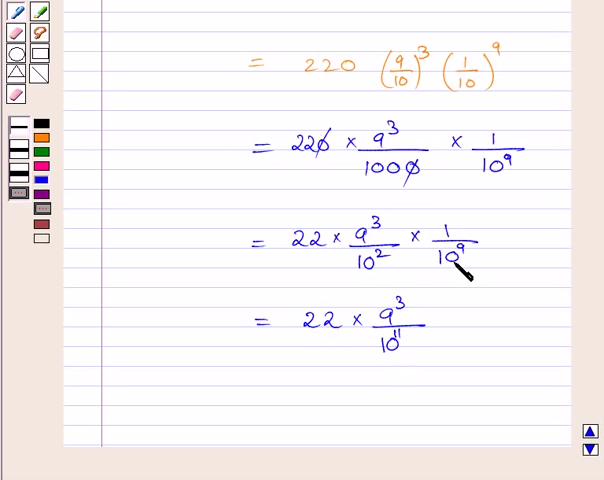 = 220 (9/10)^3 (1/10)^9
= 220 × 9^3/1000 × 1/10^9
= 22 × 9^3/10^2 × 1/10^9
= 22 × 9^3/10^11